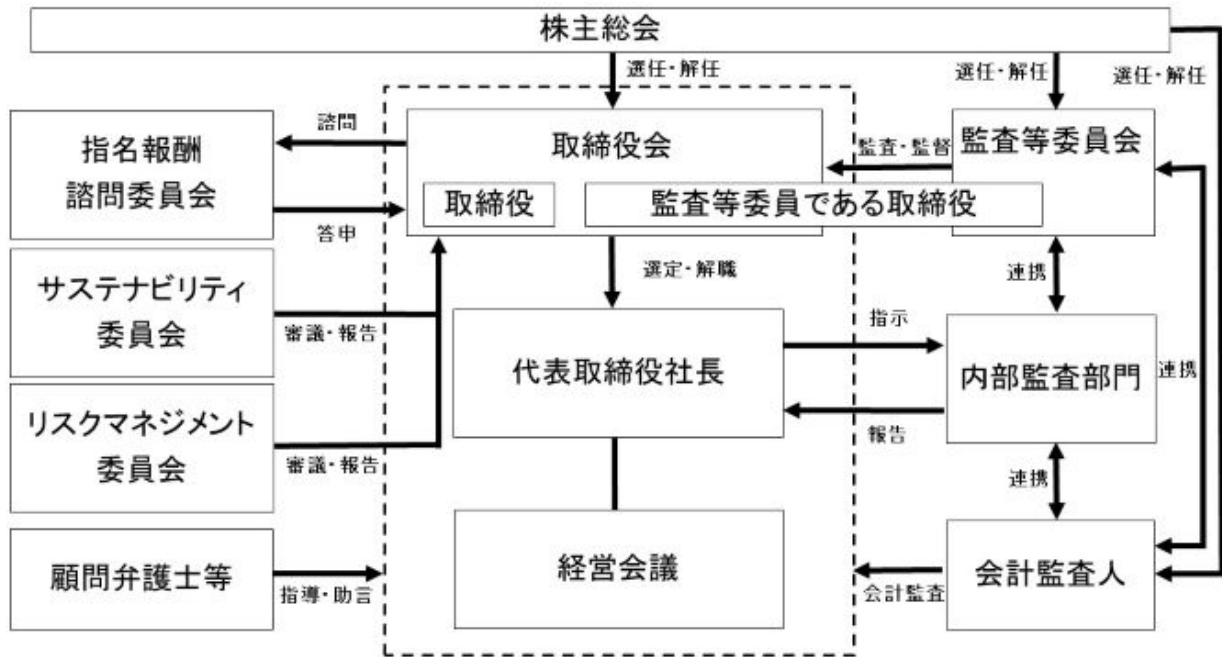 株主総会
選任・解任
選任・解任
選任・解任
指名報酬
諮問委員会
諮問
答申
取締役会
取締役
監査等委員である取締役
監査・監督
監査等委員会
選定・解職
連携
サステナビリティ
委員会
審議・報告
代表取締役社長
指示
報告
内部監査部門
連携
リスクマネジメント
委員会
審議・報告
連携
顧問弁護士等
指導・助言
経営会議
会計監査
会計監査人